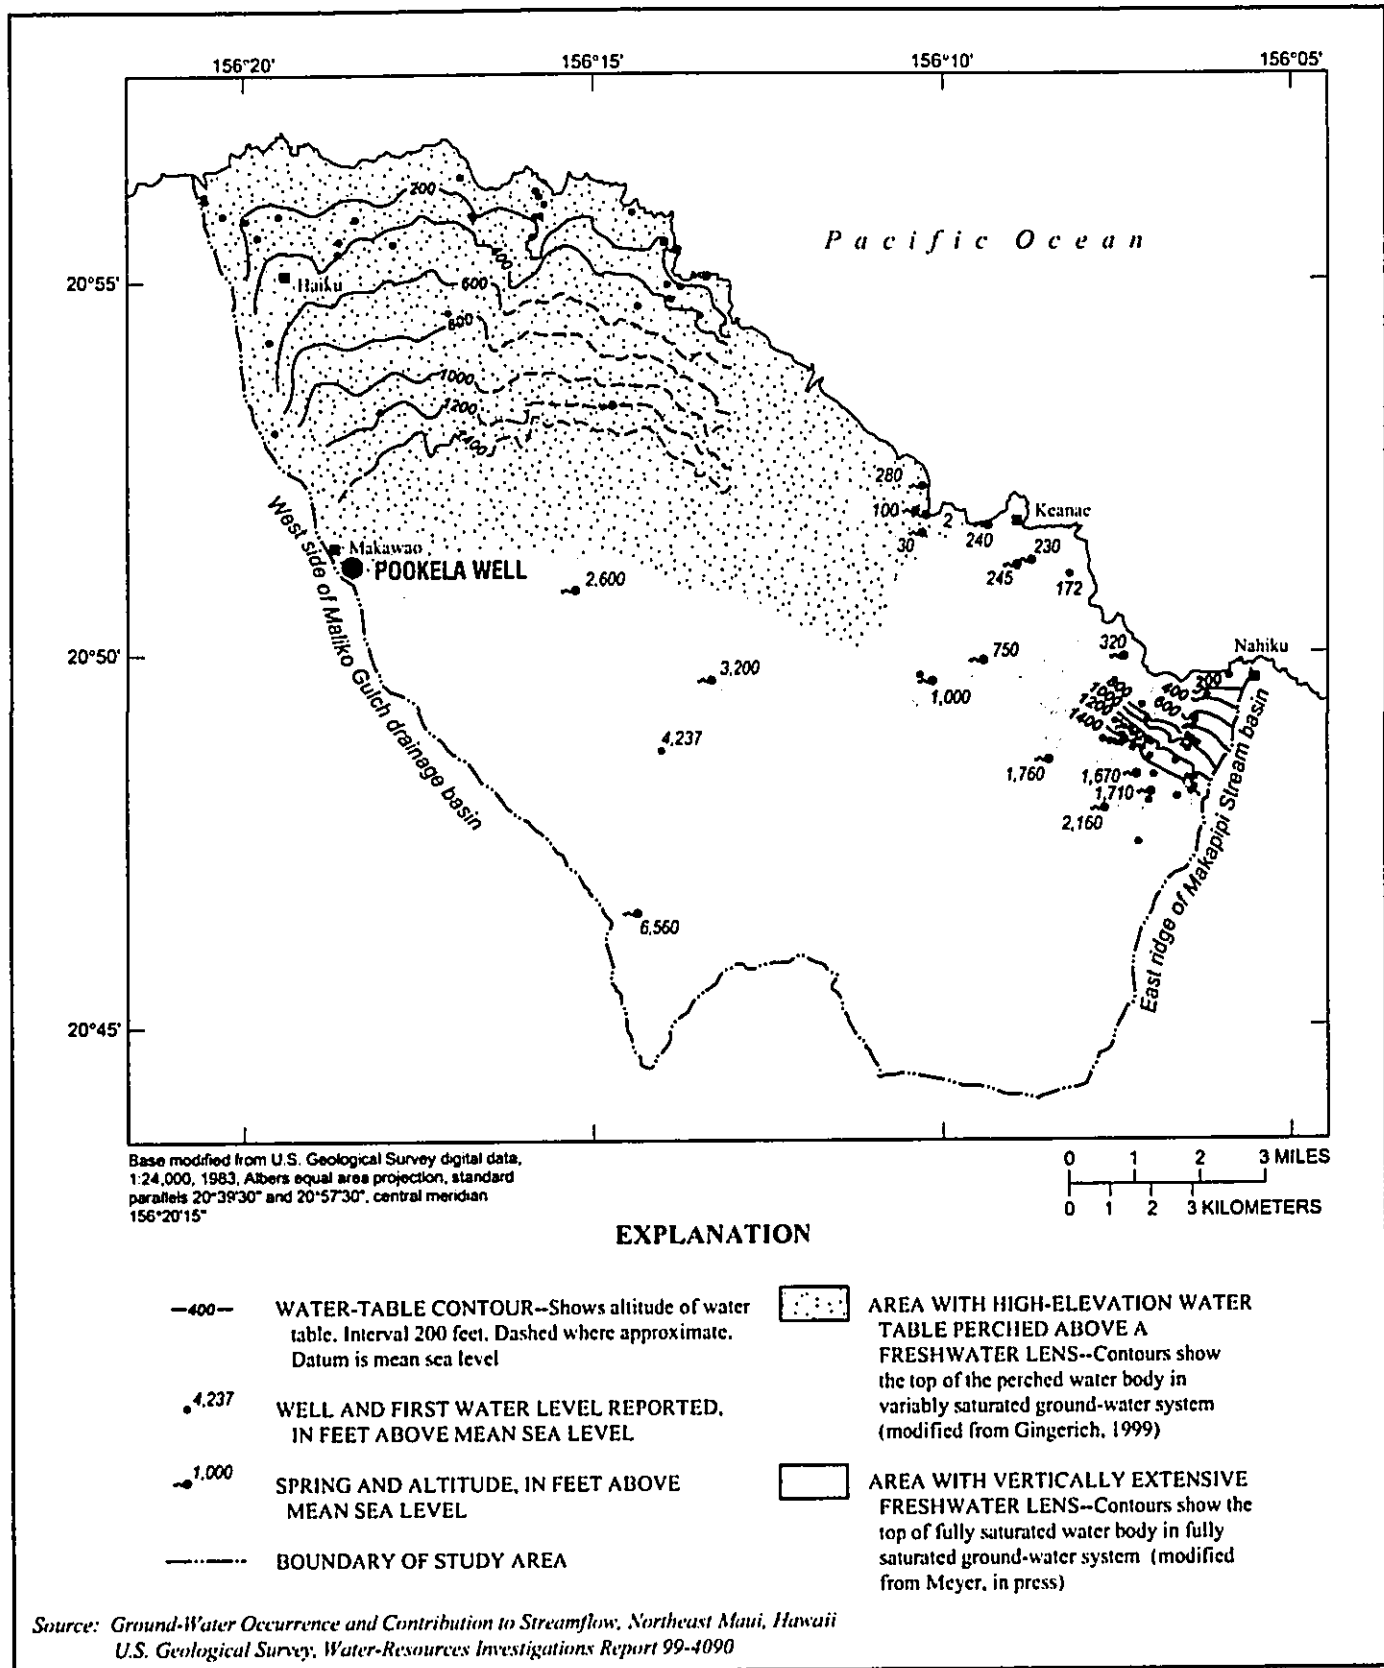 156°20' 156°15' 156°10' 156°05'
Pacific Ocean
200
400
20°55'
Haiku
600
800
1000
1200
1400
280
100
2
Keanae
30
240
230
245
172
West side of Maliko Gulch drainage basin
Makawao
POOKELA WELL
2,600
20°50'
3,200
750
320
Nahiku
1,000
200
400
600
800
1000
1200
1400
4,237
1,760
1,670
1,710
2,160
East ridge of Makapipi Stream basin
6,560
20°45'
Base modified from U.S. Geological Survey digital data,
1:24,000, 1983, Albers equal area projection, standard
parallels 20°39'30" and 20°57'30", central meridian
156°20'15"
0 1 2 3 MILES
0 1 2 3 KILOMETERS
EXPLANATION
400
WATER-TABLE CONTOUR--Shows altitude of water
table. Interval 200 feet. Dashed where approximate.
Datum is mean sea level
4,237
WELL AND FIRST WATER LEVEL REPORTED,
IN FEET ABOVE MEAN SEA LEVEL
1,000
SPRING AND ALTITUDE, IN FEET ABOVE
MEAN SEA LEVEL
BOUNDARY OF STUDY AREA
AREA WITH HIGH-ELEVATION WATER
TABLE PERCHED ABOVE A
FRESHWATER LENS--Contours show
the top of the perched water body in
variably saturated ground-water system
(modified from Gingerich, 1999)
AREA WITH VERTICALLY EXTENSIVE
FRESHWATER LENS--Contours show the
top of fully saturated water body in fully
saturated ground-water system (modified
from Meyer, in press)
Source: Ground-Water Occurrence and Contribution to Streamflow, Northeast Maui, Hawaii
U.S. Geological Survey, Water-Resources Investigations Report 99-4090